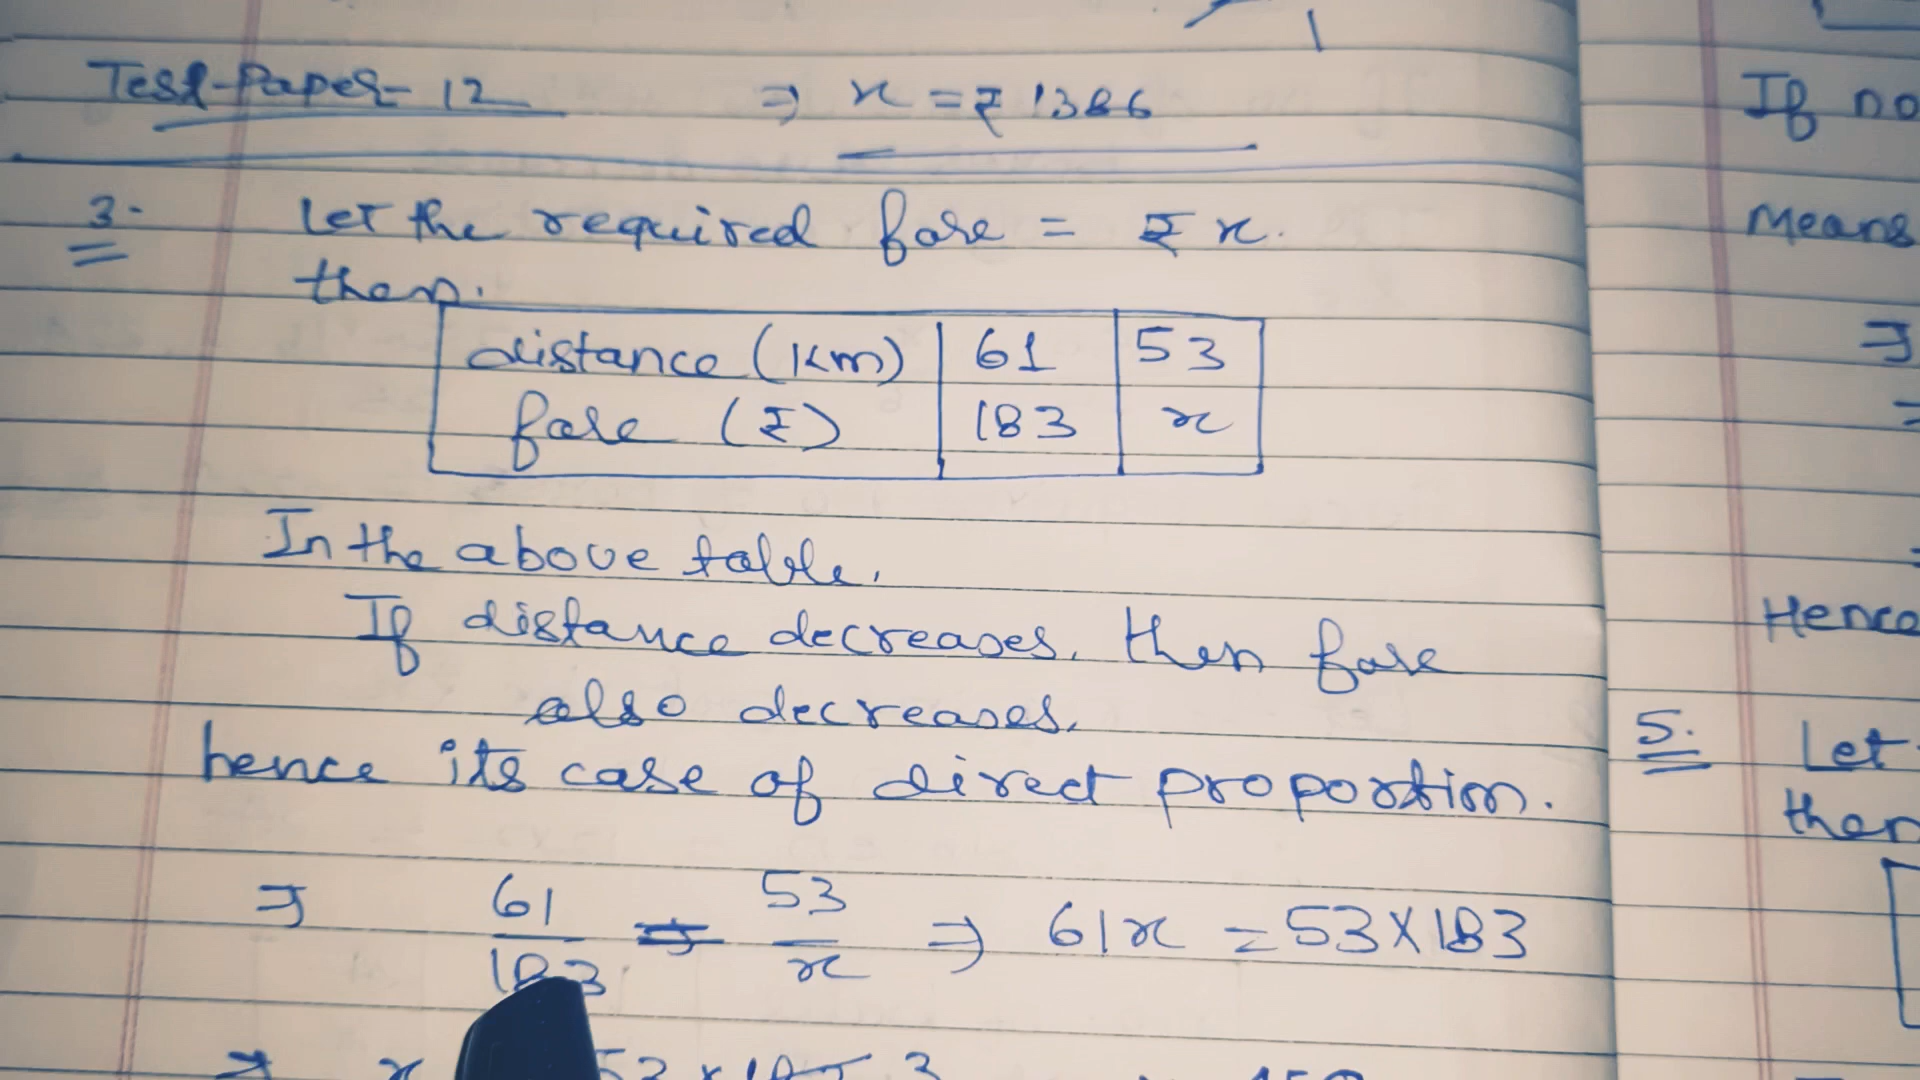 Test-Paper-12
⇒ x = ₹ 1386
3. Let the required fare = ₹ x.
then.
distance (Km) 61 53
fare (₹) 183 x
In the above table,
If distance decreases, then fare
also decreases,
hence its case of direct proportion.
⇒ 61/183 = 53/x ⇒ 61x = 53×183
If no
Means
⇒
Hence
5. Let
then